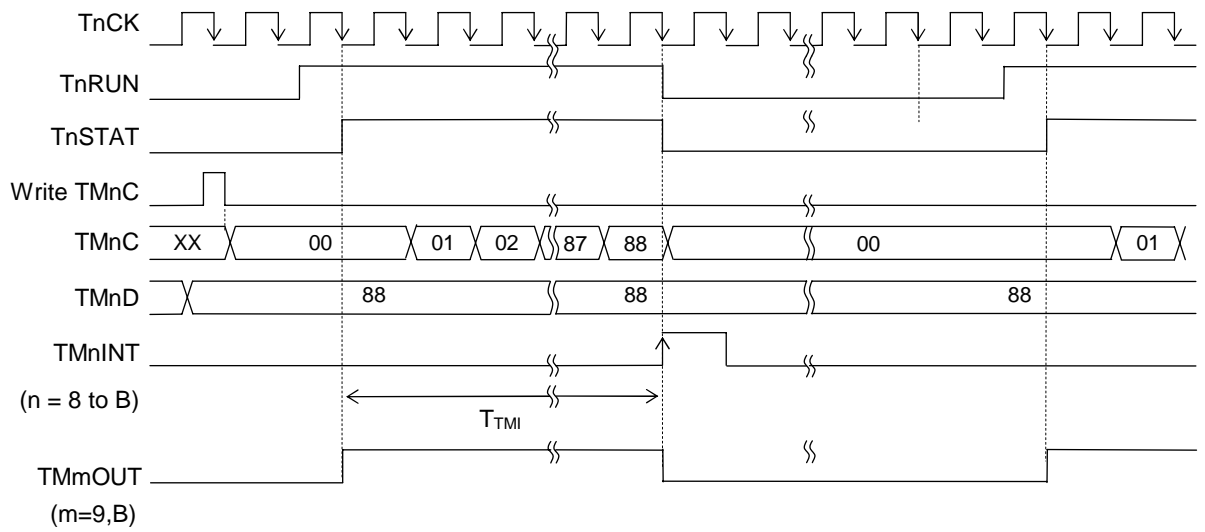 TnCK
TnRUN
TnSTAT
Write TMnC
TMnC XX 00 01 02 87 88 00 01
TMnD 88 88 88
TMnINT
(n = 8 to B)
TTMI
TMmOUT
(m=9,B)